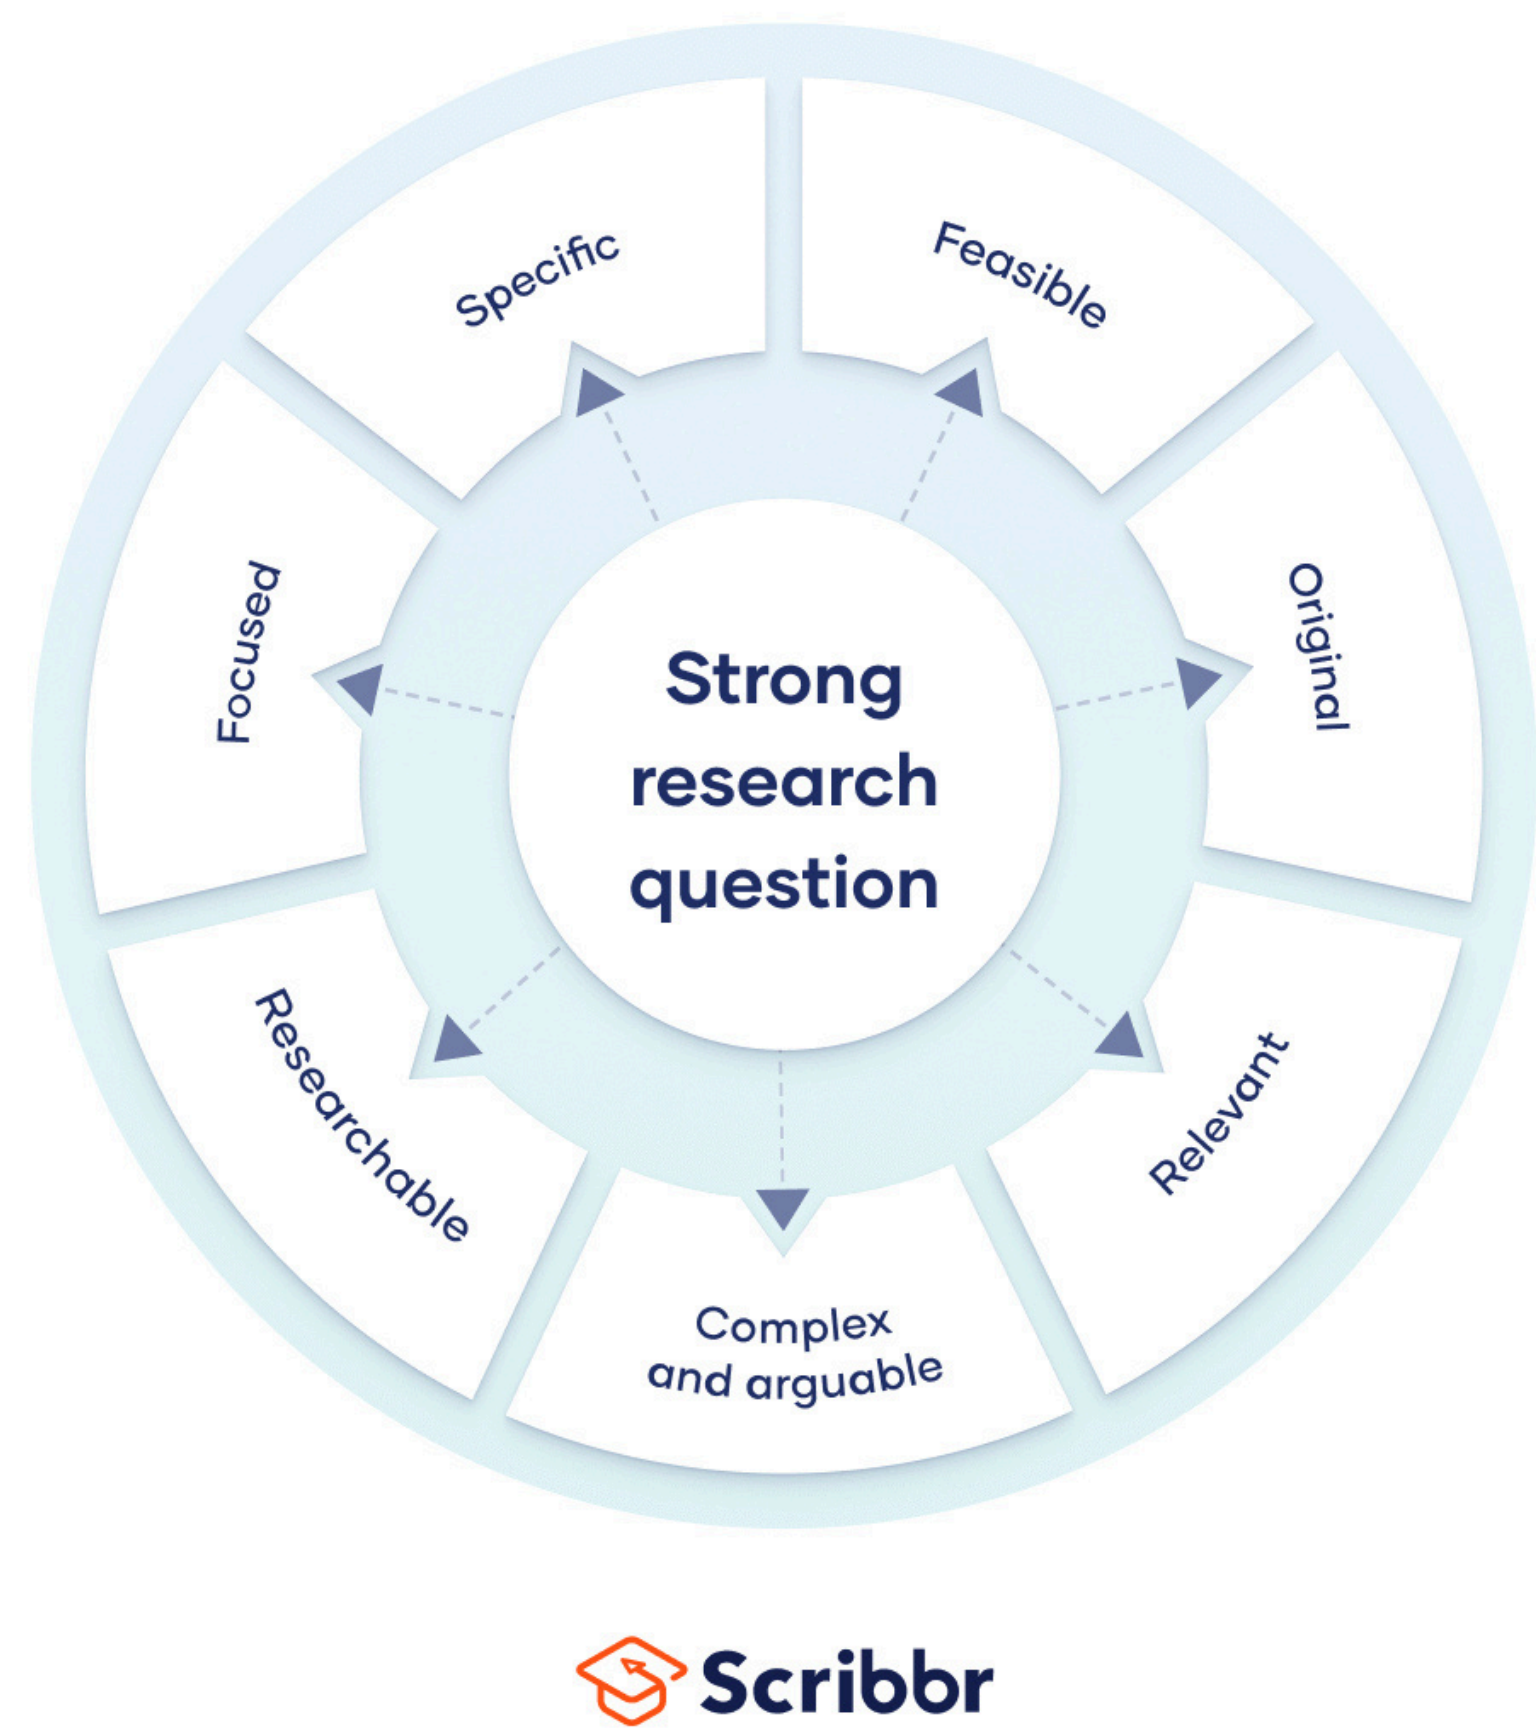 Specific
Feasible
Focused
Original
Strong
research
question
Researchable
Relevant
Complex
and arguable
Scribbr